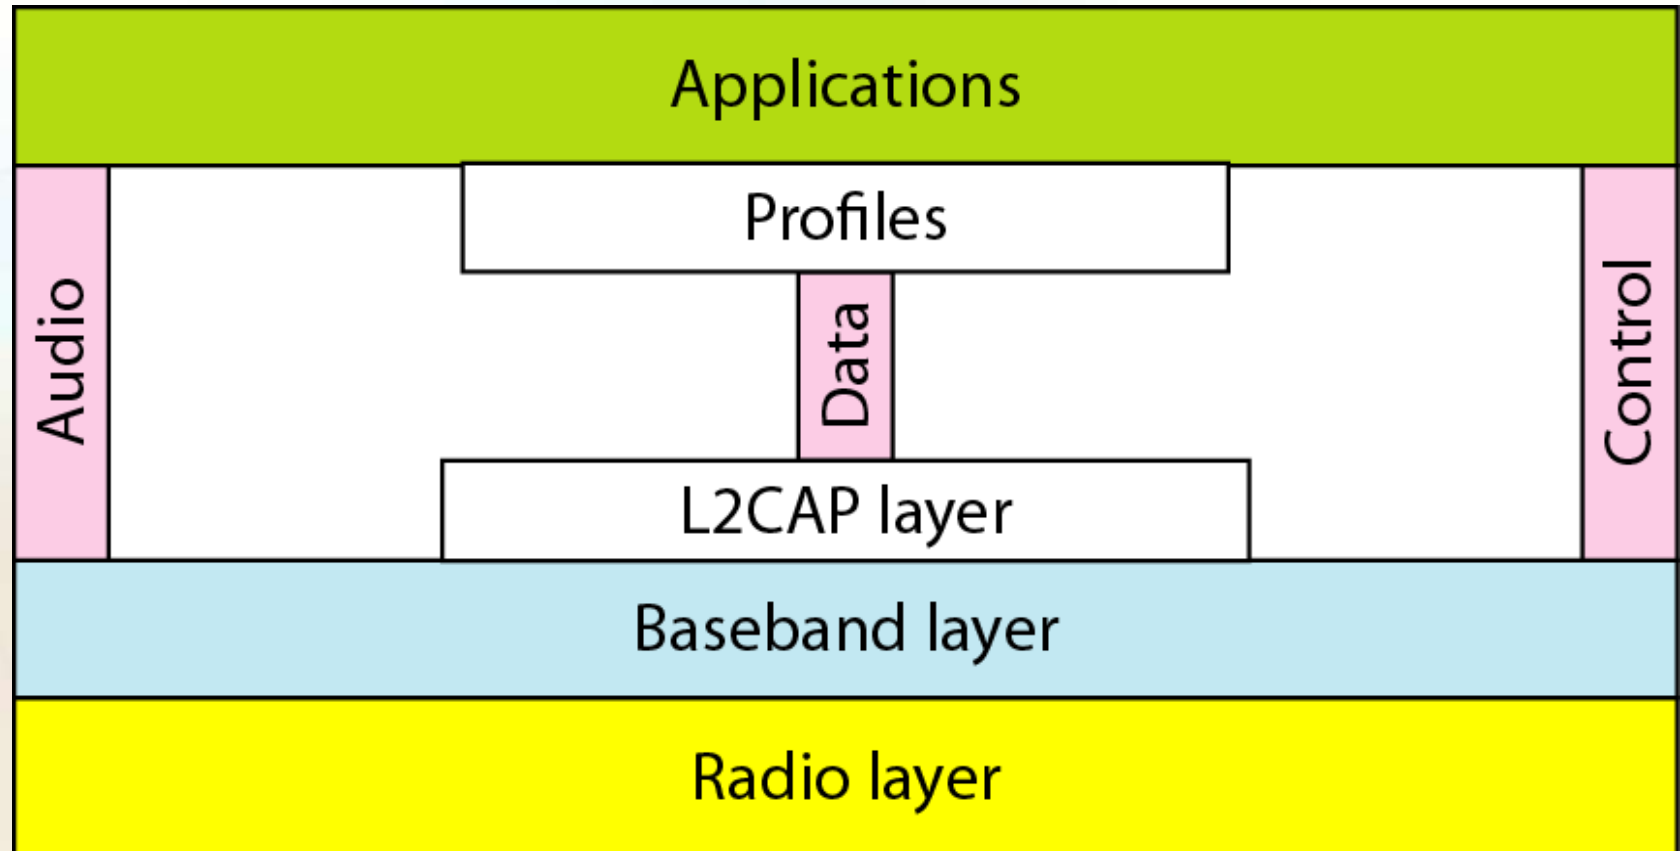 Applications
Profiles
Audio
Data
Control
L2CAP layer
Baseband layer
Radio layer